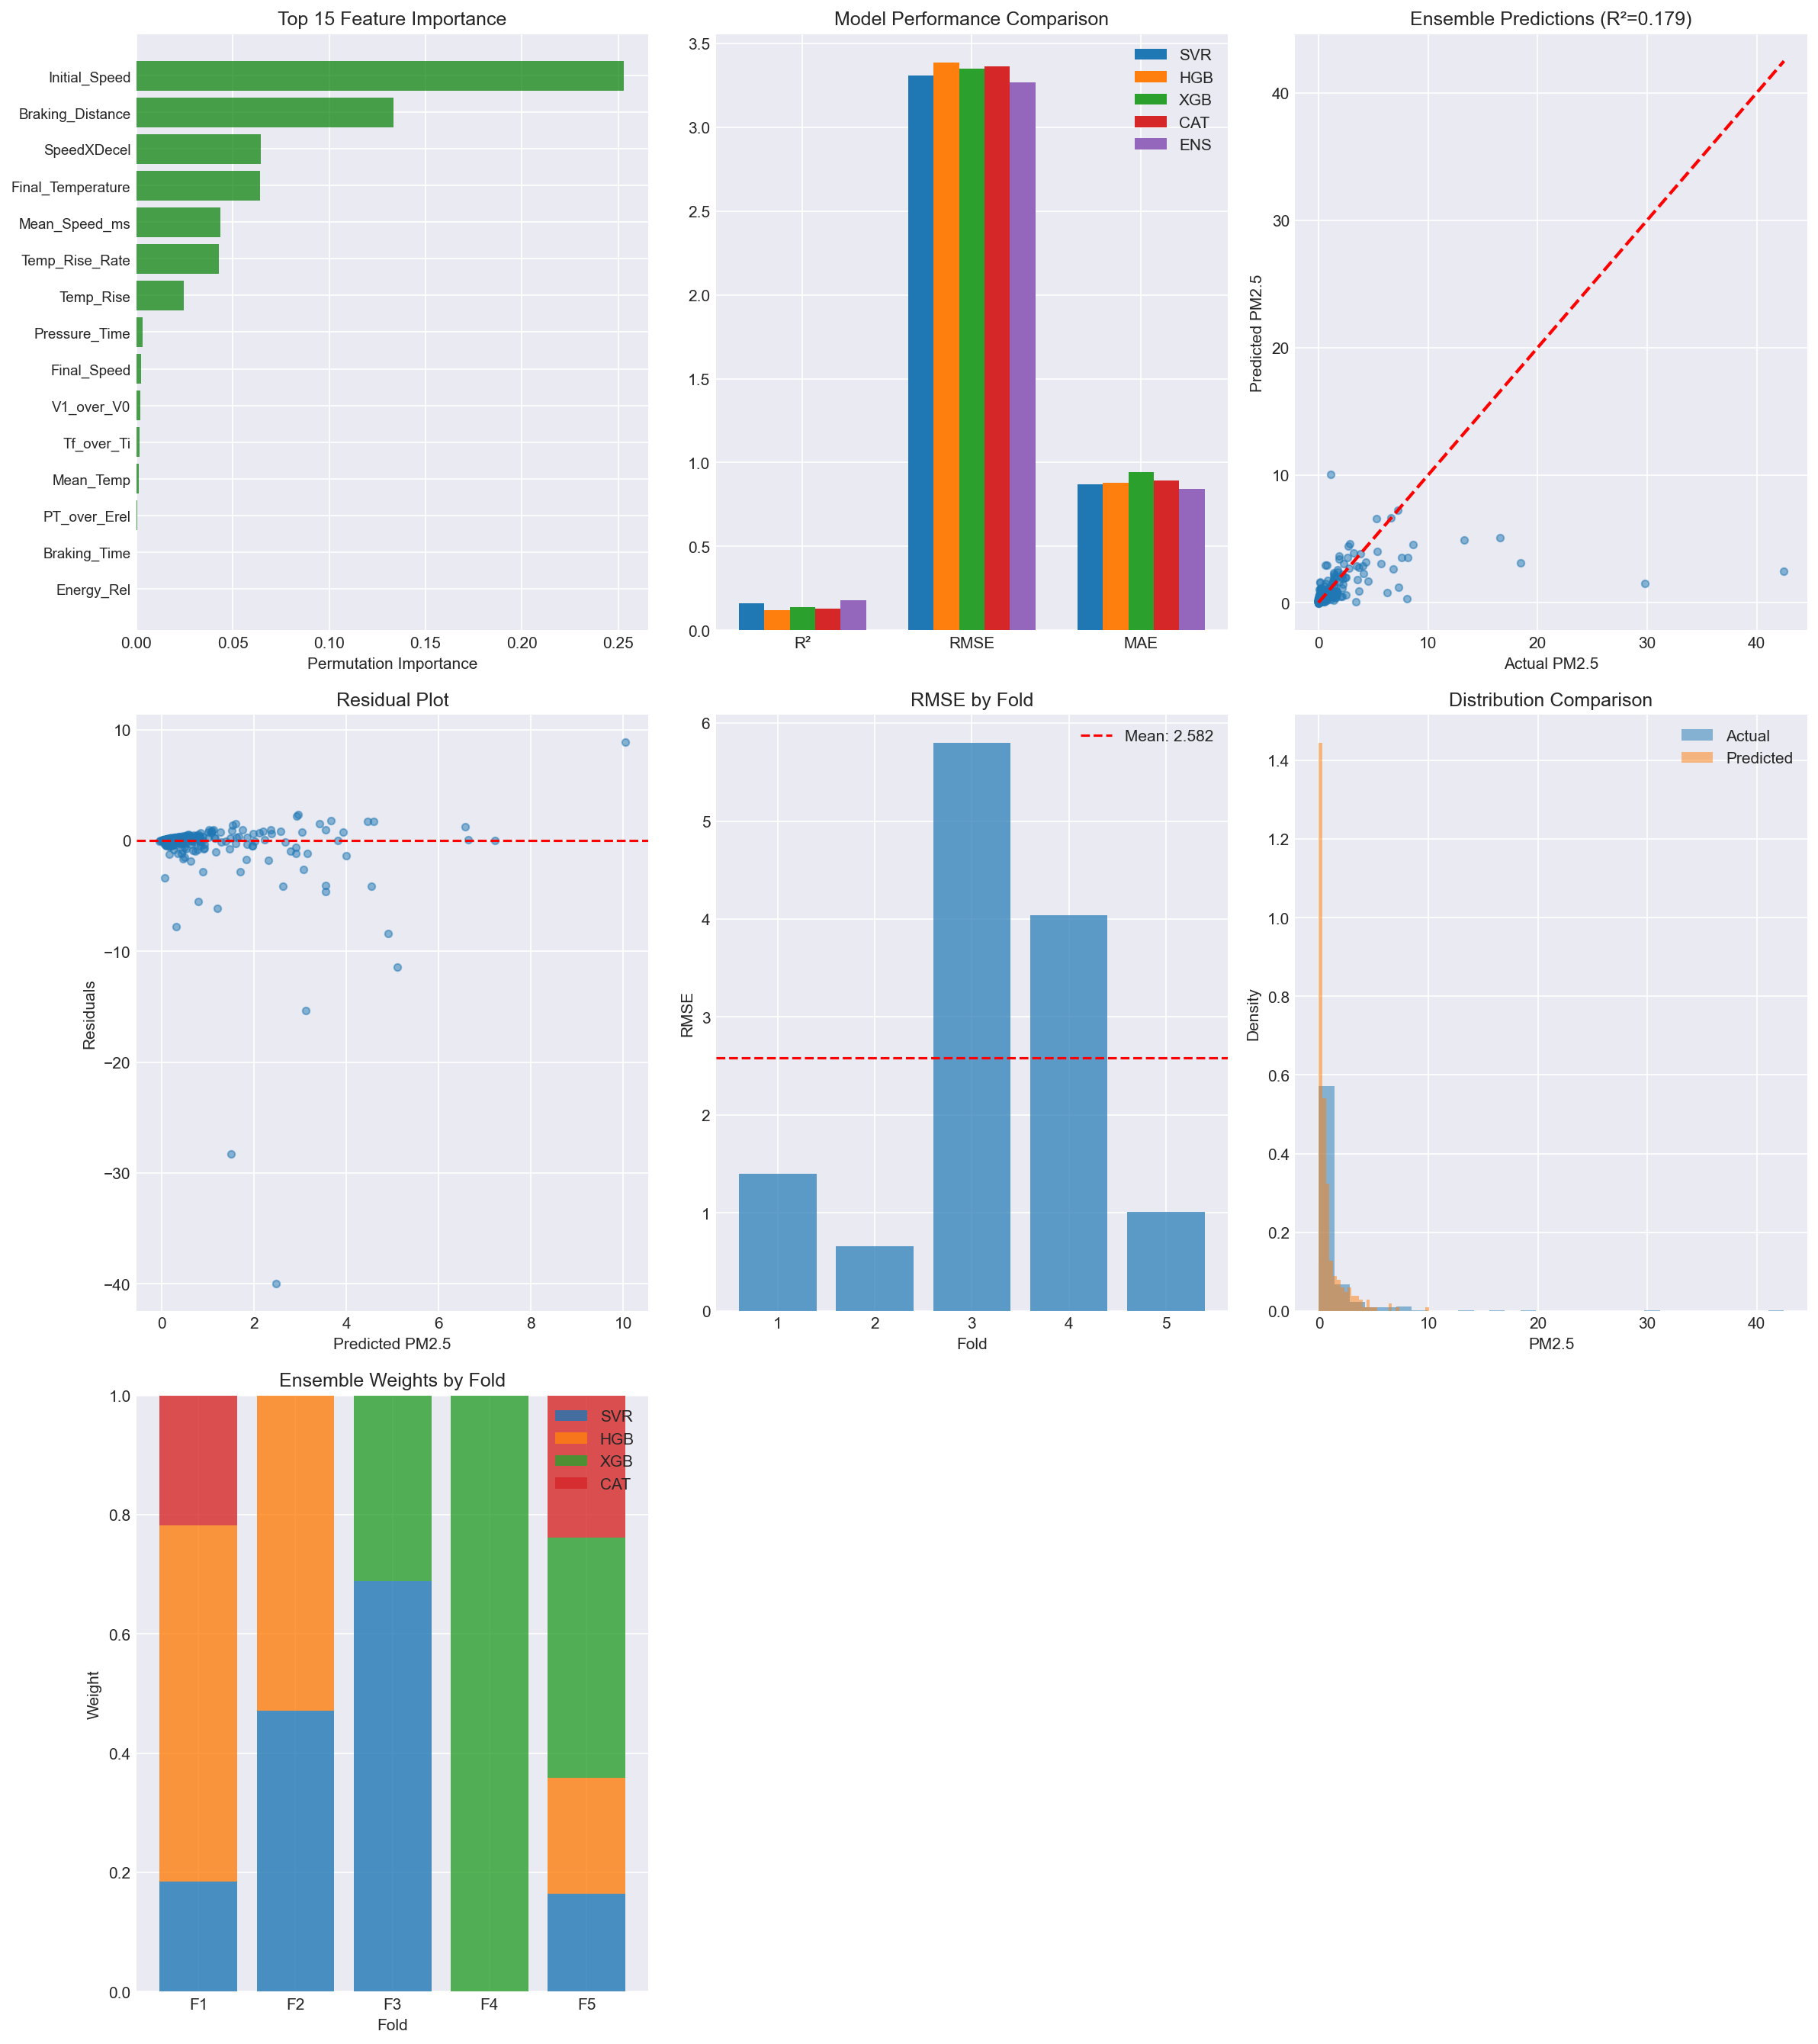 Top 15 Feature Importance
Initial_Speed
Braking_Distance
SpeedXDecel
Final_Temperature
Mean_Speed_ms
Temp_Rise_Rate
Temp_Rise
Pressure_Time
Final_Speed
V1_over_V0
Tf_over_Ti
Mean_Temp
PT_over_Erel
Braking_Time
Energy_Rel
0.00 0.05 0.10 0.15 0.20 0.25
Permutation Importance
Model Performance Comparison
3.5
3.0
2.5
2.0
1.5
1.0
0.5
0.0
SVR
HGB
XGB
CAT
ENS
R² RMSE MAE
Ensemble Predictions (R²=0.179)
Predicted PM2.5
40
30
20
10
0
0 10 20 30 40
Actual PM2.5
Residual Plot
Residuals
10
0
−10
−20
−30
−40
0 2 4 6 8 10
Predicted PM2.5
RMSE by Fold
RMSE
6
5
4
3
2
1
0
Mean: 2.582
1 2 3 4 5
Fold
Distribution Comparison
Density
1.4
1.2
1.0
0.8
0.6
0.4
0.2
0.0
Actual
Predicted
0 10 20 30 40
PM2.5
Ensemble Weights by Fold
Weight
1.0
0.8
0.6
0.4
0.2
0.0
SVR
HGB
XGB
CAT
F1 F2 F3 F4 F5
Fold